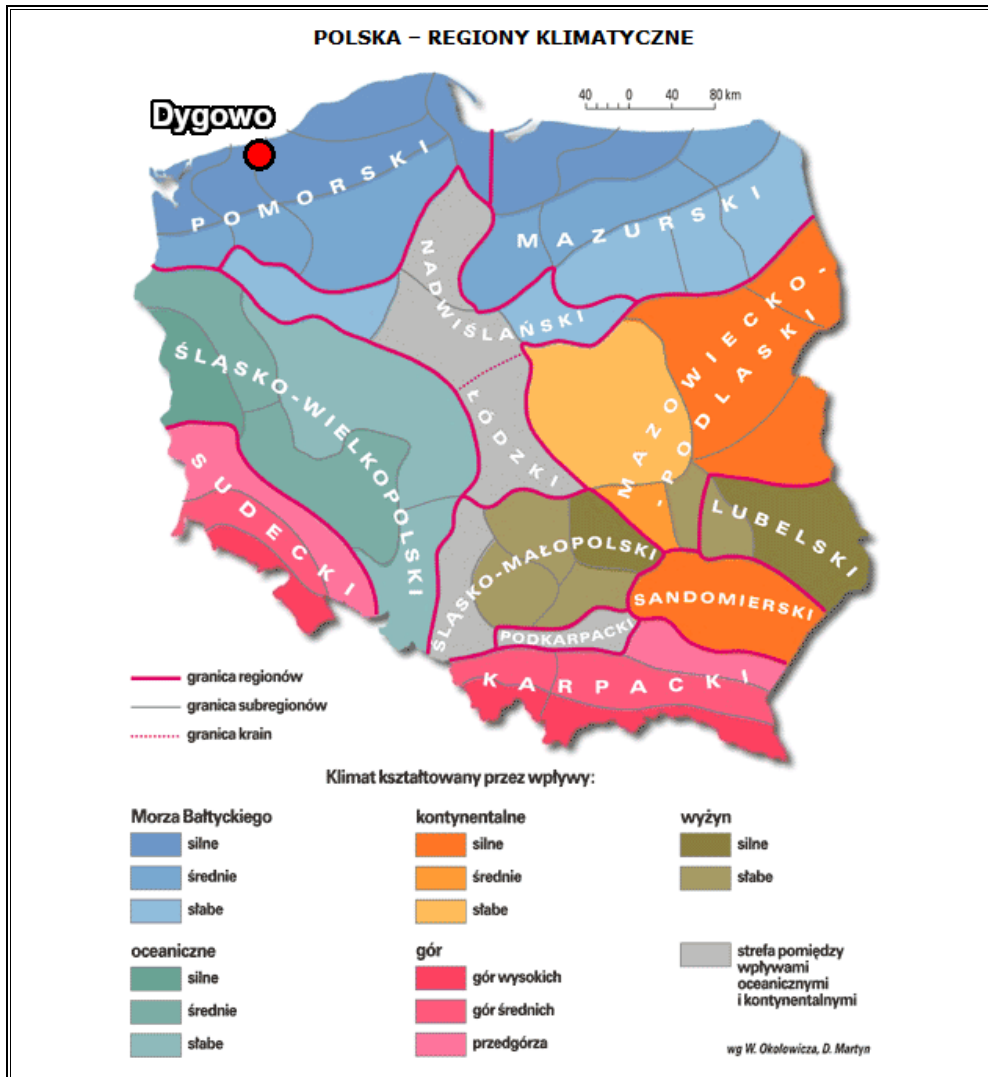 POLSKA – REGIONY KLIMATYCZNE
40 0 40 80 km
Dygowo
POMORSKI
MAZURSKI
NADWIŚLAŃSKI
MAZOWIECKO-
-PODLASKI
ŚLĄSKO-WIELKOPOLSKI
ŁÓDZKI
SUDECKI
LUBELSKI
ŚLĄSKO-MAŁOPOLSKI
SANDOMIERSKI
PODKARPACKI
KARPACKI
granica regionów
granica subregionów
granica krain
Klimat kształtowany przez wpływy:
Morza Bałtyckiego
silne
średnie
słabe
kontynentalne
silne
średnie
słabe
wyżyn
silne
słabe
oceaniczne
silne
średnie
słabe
gór
gór wysokich
gór średnich
przedgórza
strefa pomiędzy
wpływami
oceanicznymi
i kontynentalnymi
wg W. Okołowicza, D. Martyn